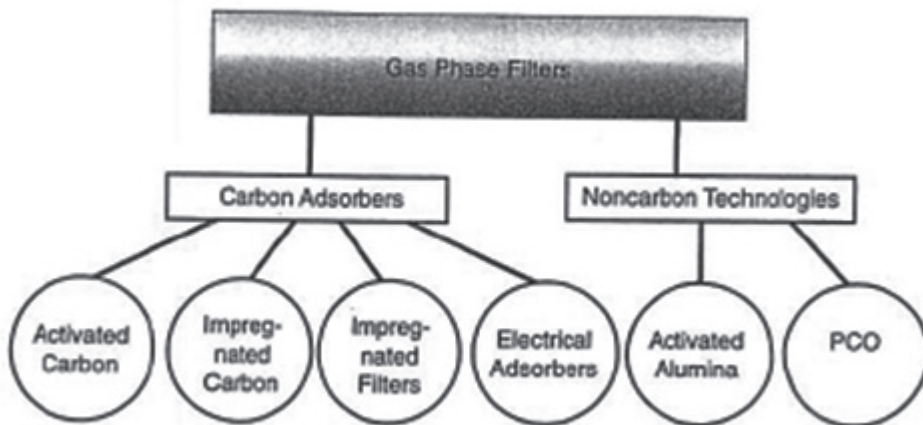 Gas Phase Filters
Carbon Adsorbers
Noncarbon Technologies
Activated
Carbon
Impreg-
nated
Carbon
Impreg-
nated
Filters
Electrical
Adsorbers
Activated
Alumina
PCO